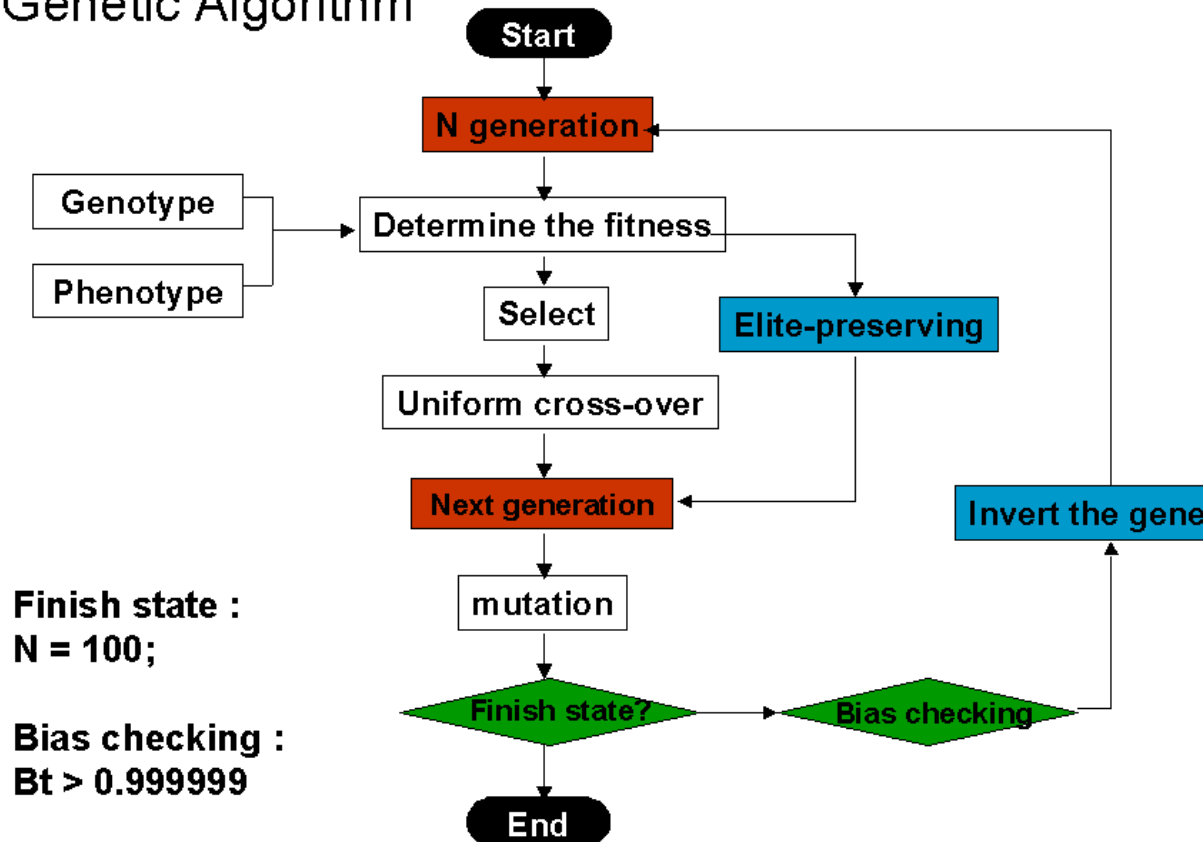 Genetic Algorithm
Start
N generation
Genotype
Phenotype
Determine the fitness
Select
Elite-preserving
Uniform cross-over
Next generation
Invert the gene
mutation
Finish state :
N = 100;
Finish state?
Bias checking
Bias checking :
Bt > 0.999999
End